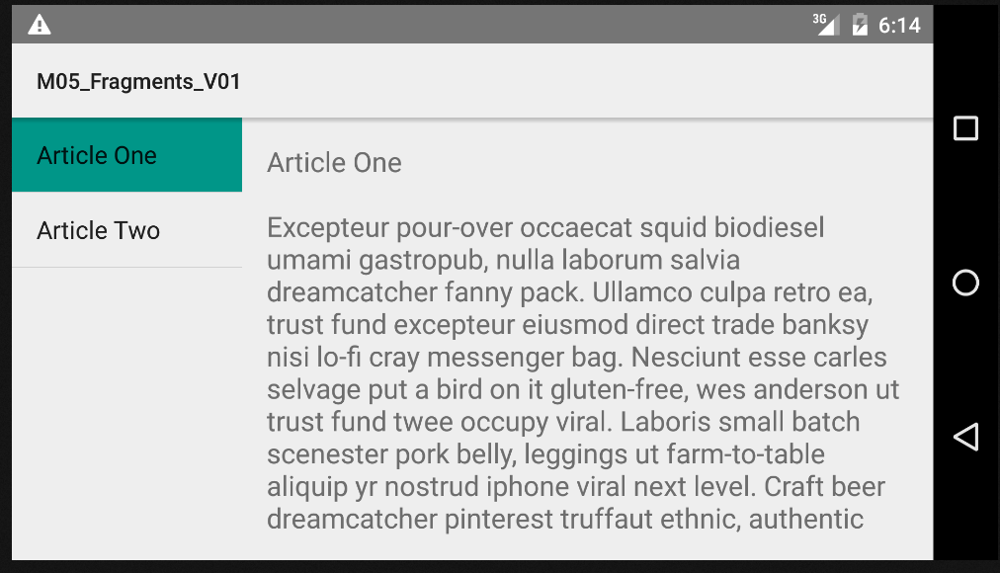 3G 6:14
M05_Fragments_V01
Article One
Article Two
Article One
Excepteur pour-over occaecat squid biodiesel
umami gastropub, nulla laborum salvia
dreamcatcher fanny pack. Ullamco culpa retro ea,
trust fund excepteur eiusmod direct trade banksy
nisi lo-fi cray messenger bag. Nesciunt esse carles
selvage put a bird on it gluten-free, wes anderson ut
trust fund twee occupy viral. Laboris small batch
scenester pork belly, leggings ut farm-to-table
aliquip yr nostrud iphone viral next level. Craft beer
dreamcatcher pinterest truffaut ethnic, authentic